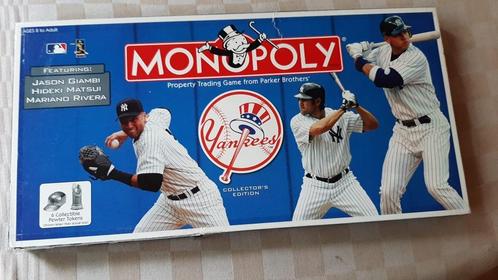 AGES 8 to Adult
MONOPOLY
Property Trading Game from Parker Brothers
FEATURING:
JASON GIAMBI
HIDEKI MATSUI
MARIANO RIVERA
Yankees
COLLECTOR'S
EDITION
6 Collectible
Pewter Tokens